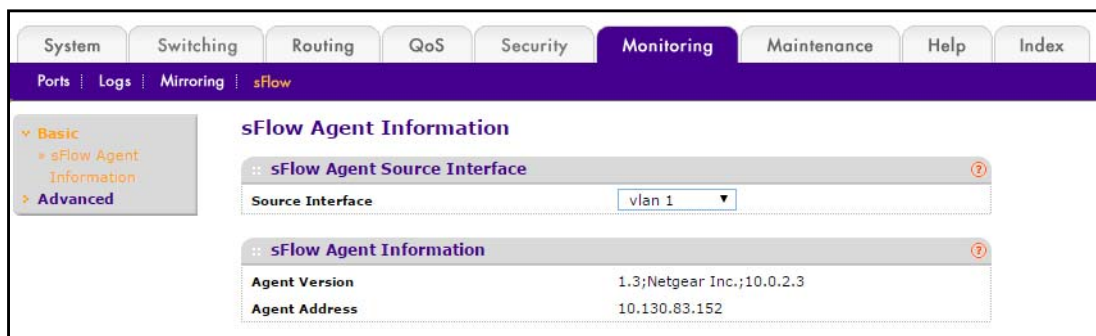 System Switching Routing QoS Security Monitoring Maintenance Help Index
Ports Logs Mirroring sFlow
Basic
sFlow Agent
Information
Advanced
sFlow Agent Information
sFlow Agent Source Interface
Source Interface vlan 1
sFlow Agent Information
Agent Version 1.3;Netgear Inc.;10.0.2.3
Agent Address 10.130.83.152